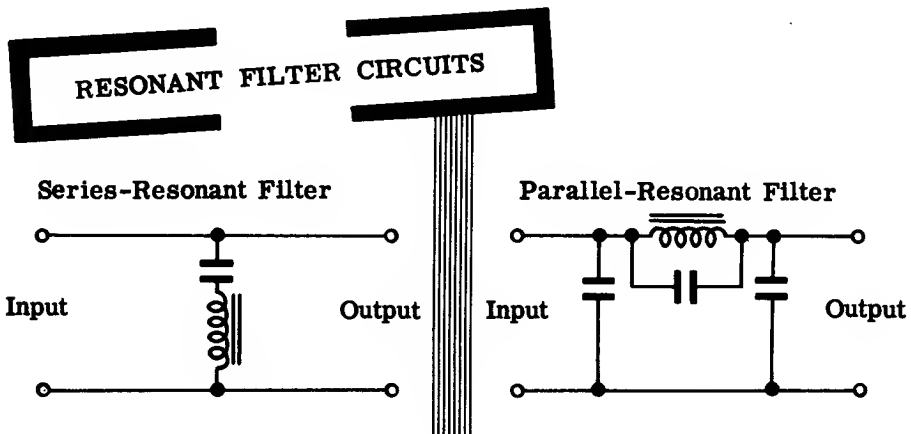 RESONANT FILTER CIRCUITS
Series-Resonant Filter
Input
Output
Parallel-Resonant Filter
Input
Output